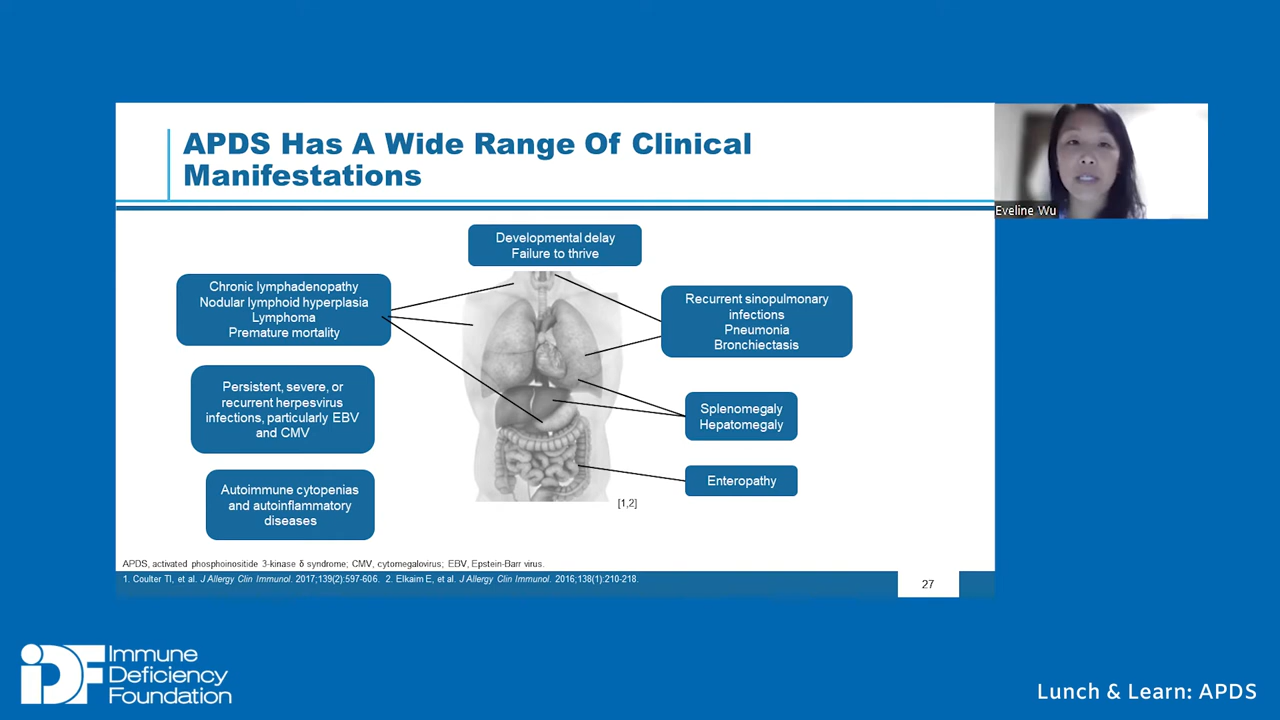 APDS Has A Wide Range Of Clinical
Manifestations
Eveline Wu
Developmental delay
Failure to thrive
Chronic lymphadenopathy
Nodular lymphoid hyperplasia
Lymphoma
Premature mortality
Recurrent sinopulmonary
infections
Pneumonia
Bronchiectasis
Persistent, severe, or
recurrent herpesvirus
infections, particularly EBV
and CMV
Splenomegaly
Hepatomegaly
Autoimmune cytopenias
and autoinflammatory
diseases
Enteropathy
[1,2]
APDS, activated phosphoinositide 3-kinase δ syndrome; CMV, cytomegalovirus; EBV, Epstein-Barr virus.
1. Coulter TI, et al. J Allergy Clin Immunol. 2017;139(2):597-606. 2. Elkaim E, et al. J Allergy Clin Immunol. 2016;138(1):210-218.
27
iDF Immune
Deficiency
Foundation
Lunch & Learn: APDS